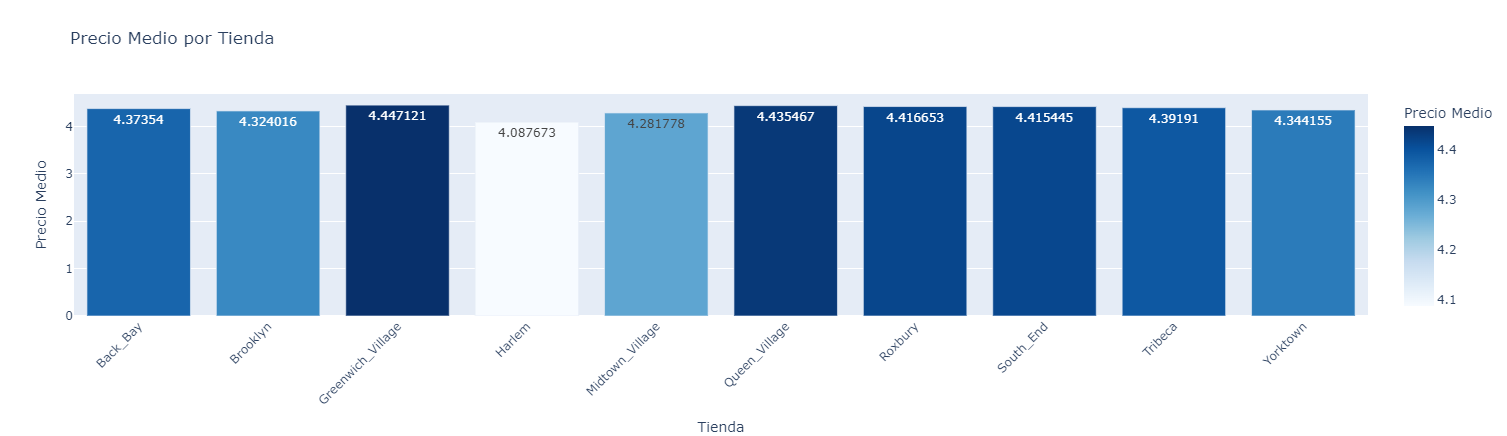 Precio Medio por Tienda
Precio Medio
4
3
2
1
0
4.37354
4.324016
4.447121
4.087673
4.281778
4.435467
4.416653
4.415445
4.39191
4.344155
Back_Bay
Brooklyn
Greenwich_Village
Harlem
Midtown_Village
Queen_Village
Roxbury
South_End
Tribeca
Yorktown
Tienda
Precio Medio
4.4
4.3
4.2
4.1